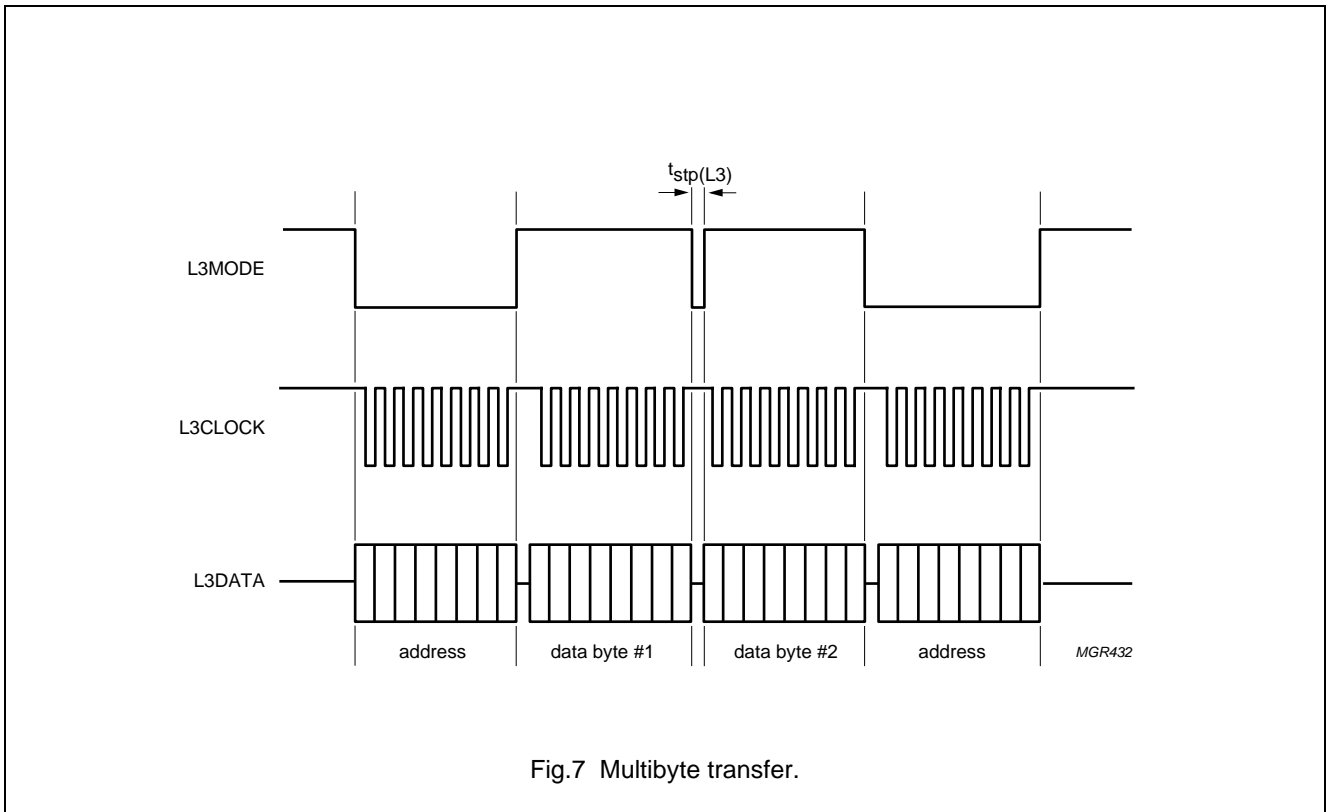 tstp(L3)
L3MODE
L3CLOCK
L3DATA
address
data byte #1
data byte #2
address
MGR432
Fig.7 Multibyte transfer.